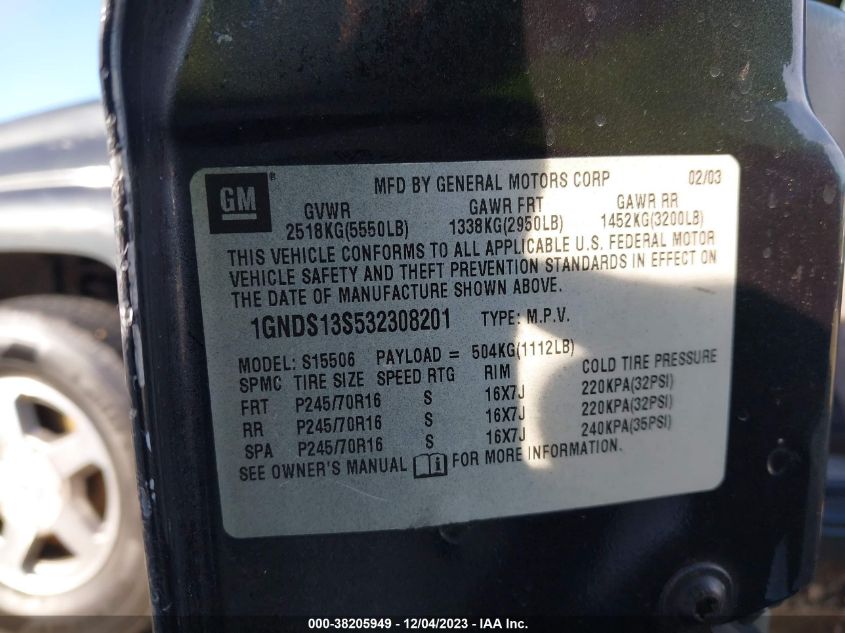 GM ® MFD BY GENERAL MOTORS CORP 02/03
GVWR GAWR FRT GAWR RR
2518KG(5550LB) 1338KG(2950LB) 1452KG(3200LB)
THIS VEHICLE CONFORMS TO ALL APPLICABLE U.S. FEDERAL MOTOR
VEHICLE SAFETY AND THEFT PREVENTION STANDARDS IN EFFECT ON
THE DATE OF MANUFACTURE SHOWN ABOVE.
1GNDS13S532308201 TYPE: M.P.V.
MODEL: S15506 PAYLOAD = 504KG(1112LB)
SPMC TIRE SIZE SPEED RTG RIM COLD TIRE PRESSURE
FRT P245/70R16 S 16X7J 220KPA(32PSI)
RR P245/70R16 S 16X7J 220KPA(32PSI)
SPA P245/70R16 S 16X7J 240KPA(35PSI)
SEE OWNER'S MANUAL i FOR MORE INFORMATION.
000-38205949 - 12/04/2023 - IAA Inc.